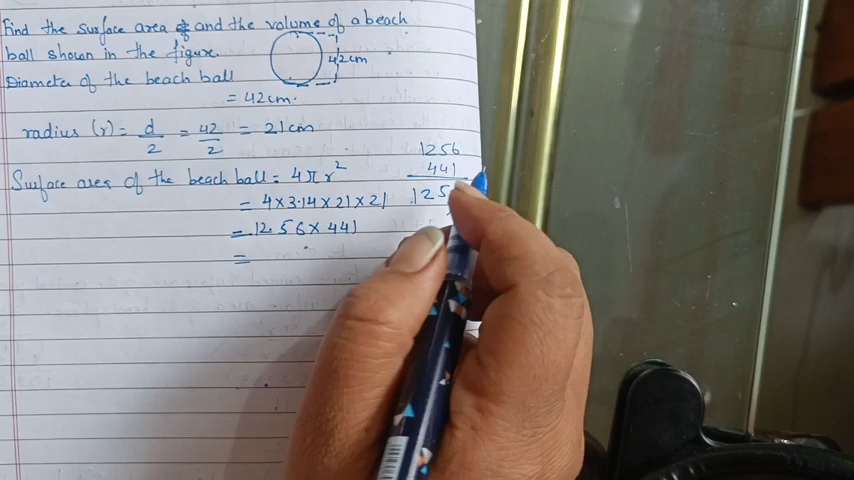 Find the surface area of and the volume of a beach
ball shown in the figure.
42cm
Diameter of the beach ball
= 42cm.
radius (r) = d/2 = 42/2 = 21cm
Surface area of the beach ball = 4πr²
= 4×3.14×21×21
= 12.56×441
=
1256
441
125